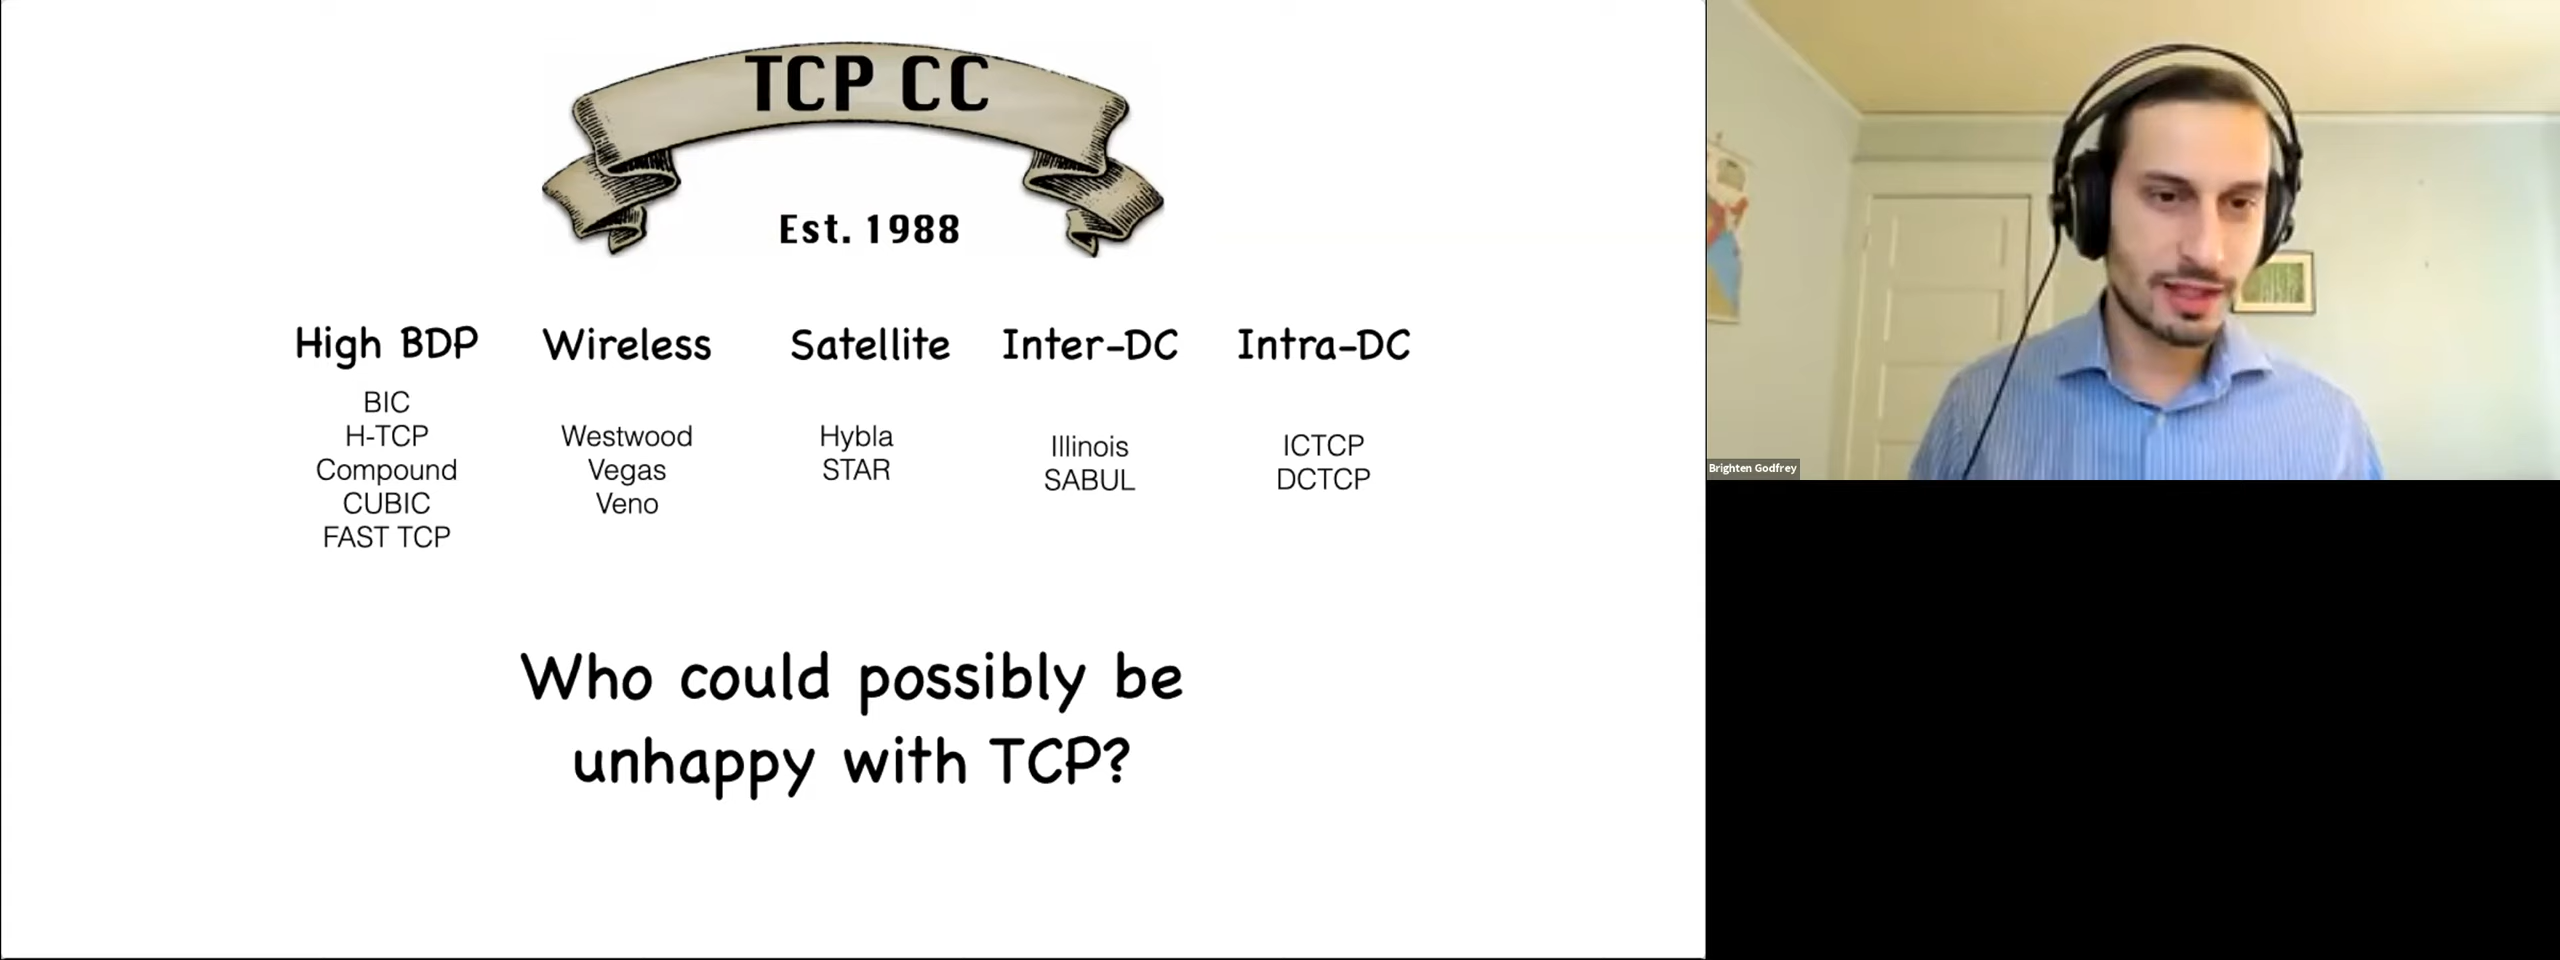 TCP CC
Est. 1988
High BDP
BIC
H-TCP
Compound
CUBIC
FAST TCP
Wireless
Westwood
Vegas
Veno
Satellite
Hybla
STAR
Inter-DC
Illinois
SABUL
Intra-DC
ICTCP
DCTCP
Who could possibly be
unhappy with TCP?
Brighten Godfrey